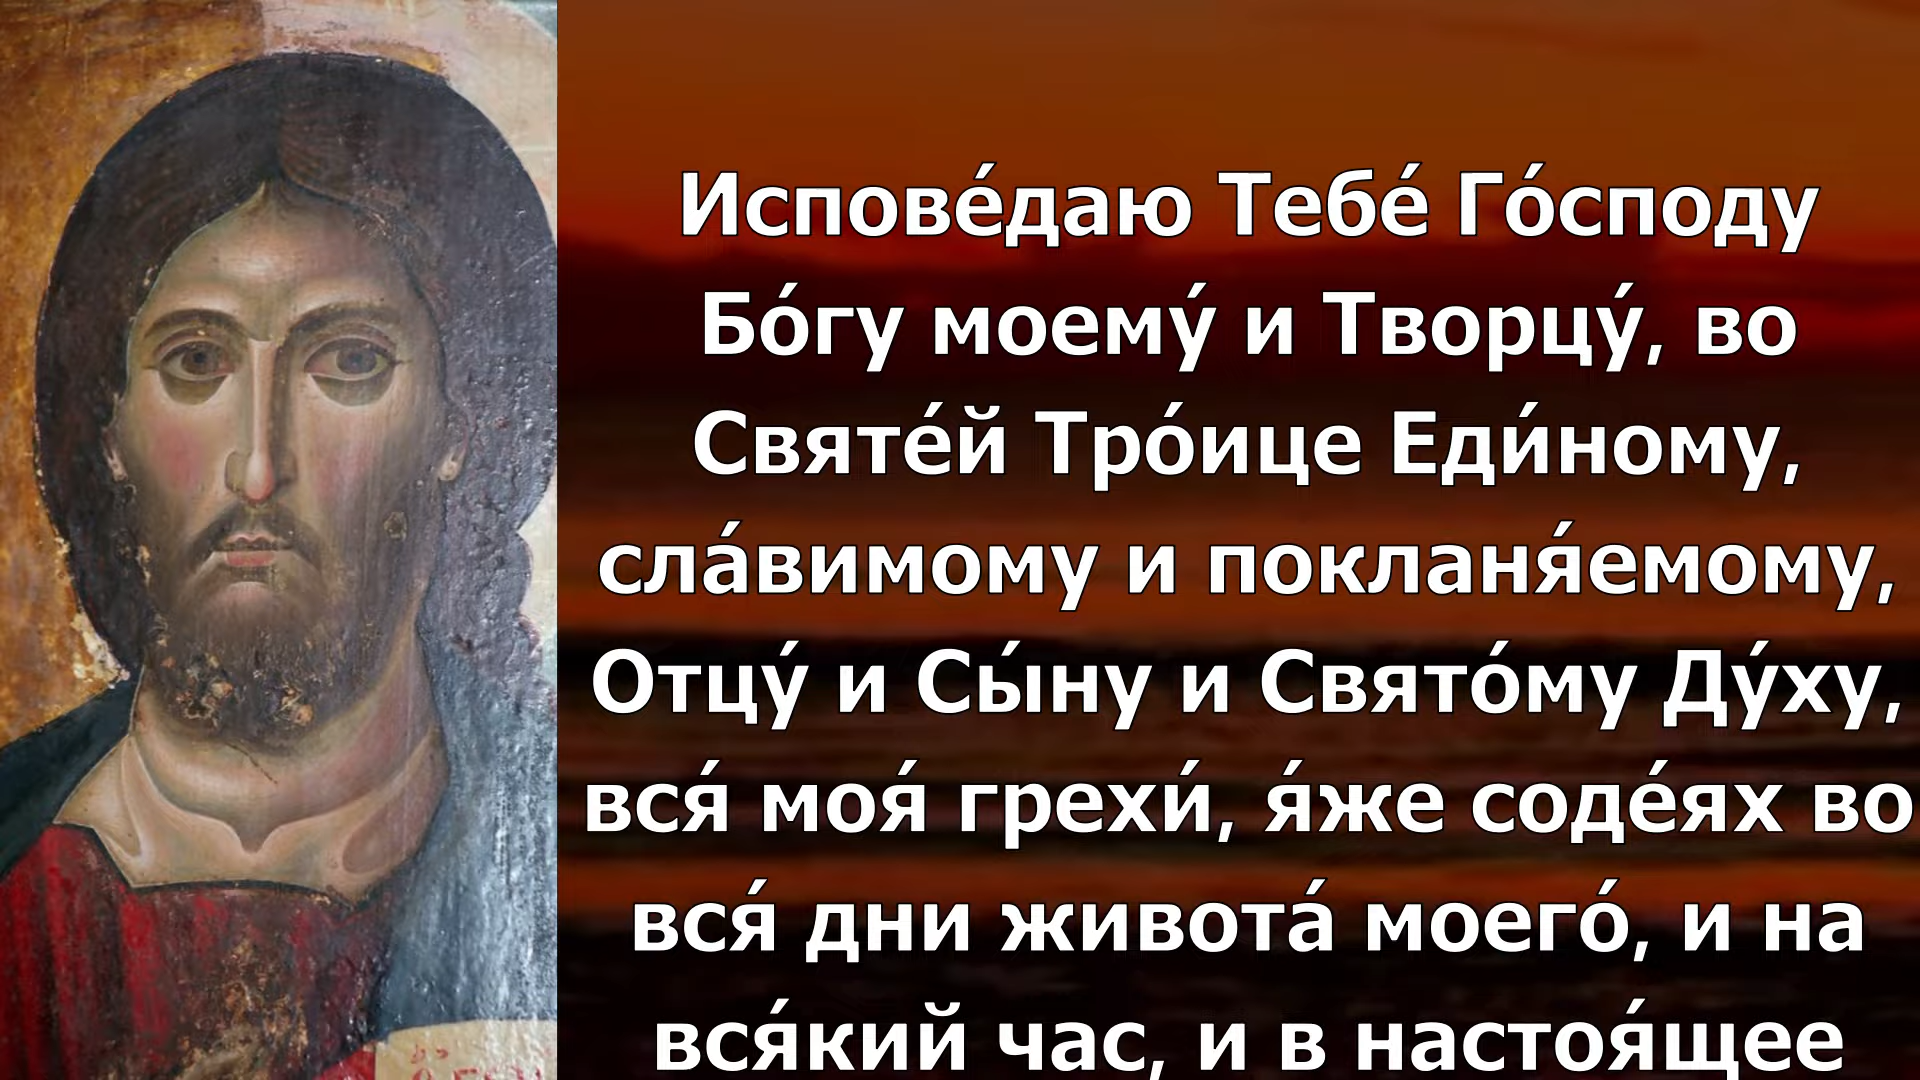 Испове́даю Тебе́ Го́споду
Бо́гу моему́ и Творцу́, во
Святе́й Тро́ице Еди́ному,
сла́вимому и покланя́емому,
Отцу́ и Сы́ну и Свято́му Ду́ху,
вся́ моя́ грехи́, я́же соде́ях во
вся́ дни живота́ моего́, и на
вся́кий час, и в настоя́щее